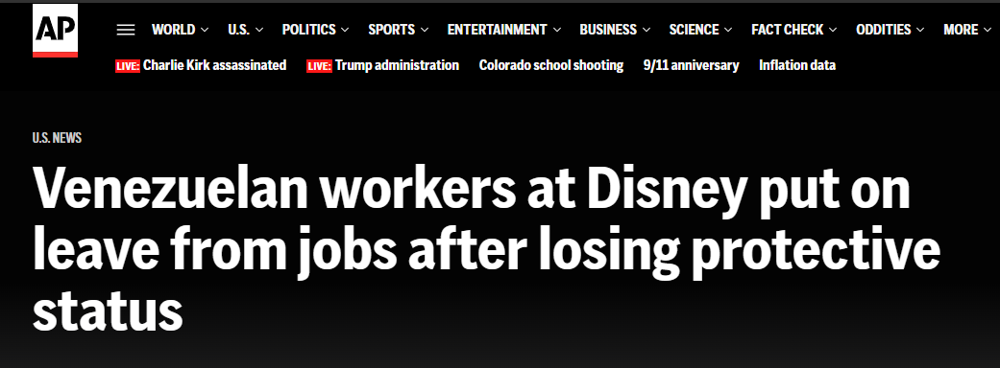 AP
WORLD U.S. POLITICS SPORTS ENTERTAINMENT BUSINESS SCIENCE FACT CHECK ODDITIES MORE
LIVE: Charlie Kirk assassinated LIVE: Trump administration Colorado school shooting 9/11 anniversary Inflation data
U.S. NEWS
Venezuelan workers at Disney put on
leave from jobs after losing protective
status